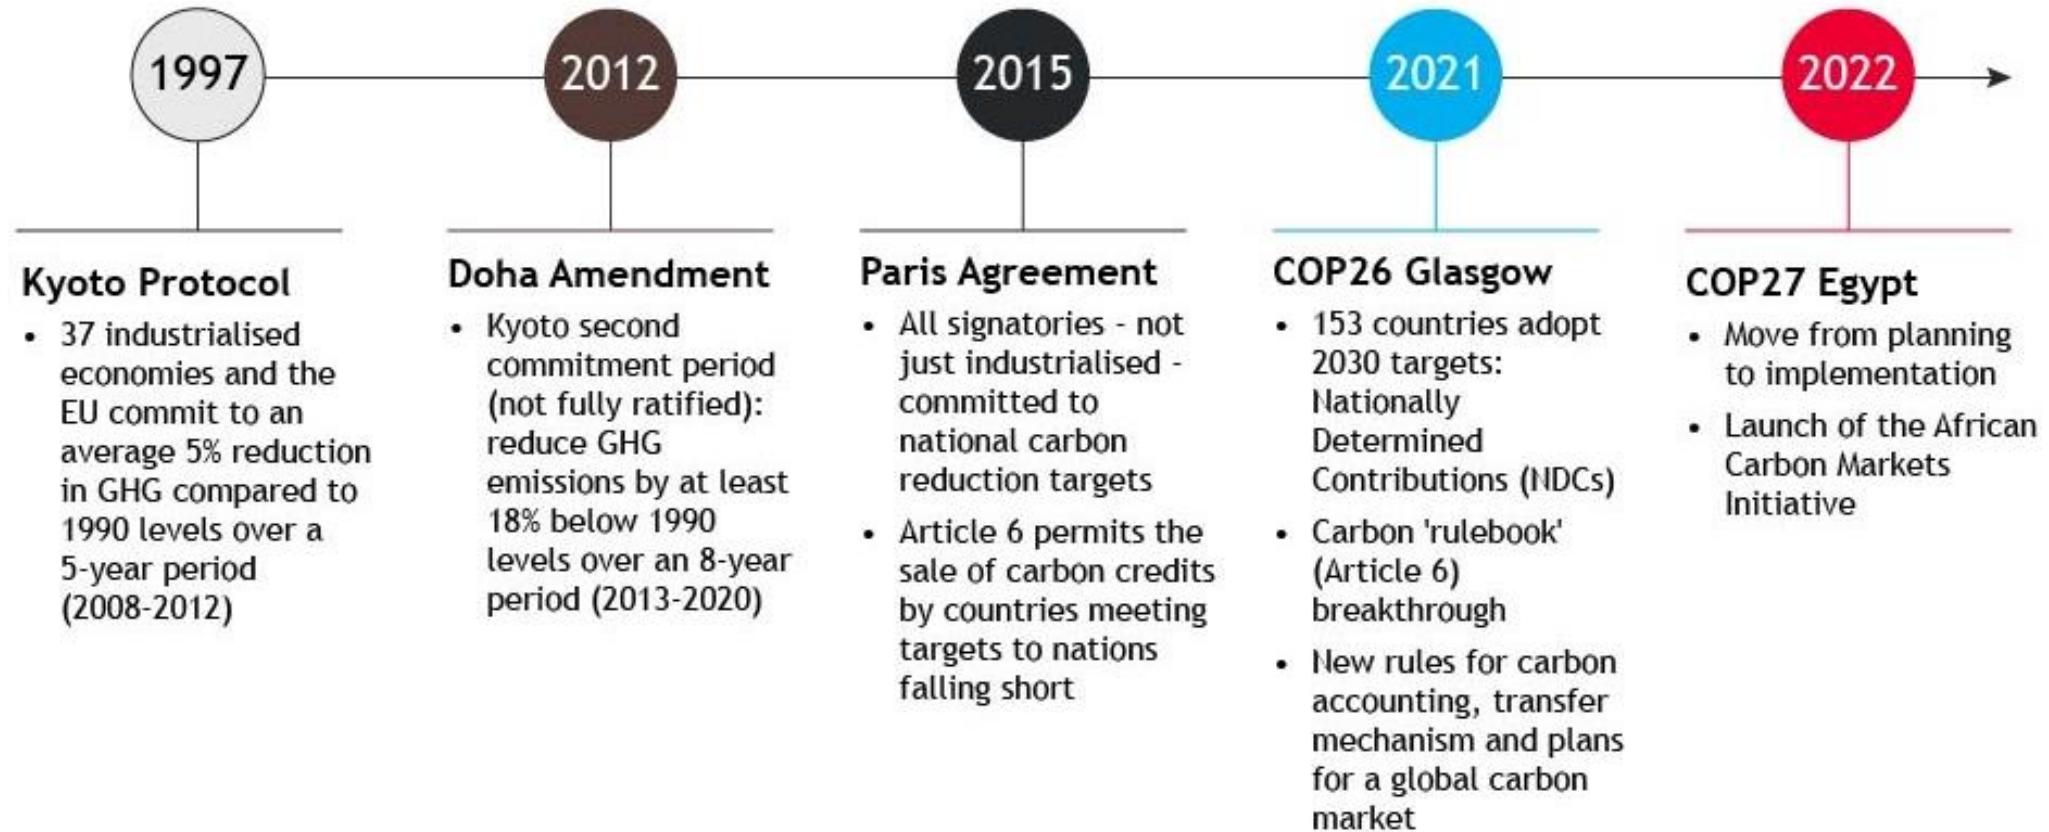 1997
2012
2015
2021
2022
Kyoto Protocol
• 37 industrialised
economies and the
EU commit to an
average 5% reduction
in GHG compared to
1990 levels over a
5-year period
(2008-2012)
Doha Amendment
• Kyoto second
commitment period
(not fully ratified):
reduce GHG
emissions by at least
18% below 1990
levels over an 8-year
period (2013-2020)
Paris Agreement
• All signatories - not
just industrialised -
committed to
national carbon
reduction targets
• Article 6 permits the
sale of carbon credits
by countries meeting
targets to nations
falling short
COP26 Glasgow
• 153 countries adopt
2030 targets:
Nationally
Determined
Contributions (NDCs)
• Carbon 'rulebook'
(Article 6)
breakthrough
• New rules for carbon
accounting, transfer
mechanism and plans
for a global carbon
market
COP27 Egypt
• Move from planning
to implementation
• Launch of the African
Carbon Markets
Initiative